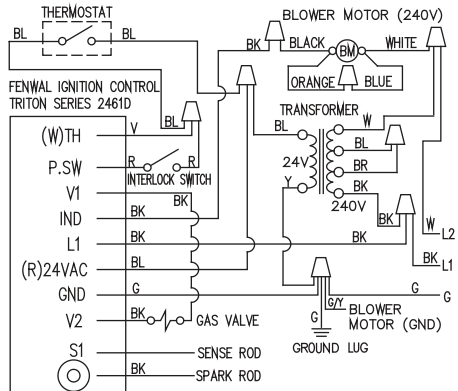 THERMOSTAT
BL
BL
BLOWER MOTOR (240V)
BK
BLACK
BM
WHITE
ORANGE
BLUE
FENWAL IGNITION CONTROL
TRITON SERIES 2461D
BL
TRANSFORMER
(W)TH
V
BL
W
BL
24V
P.SW
R
R
INTERLOCK SWITCH
BR
Y
V1
BK
BK
240V
IND
BK
BK
W
L2
L1
BK
BK
BK
L1
(R)24VAC
BL
GND
G
G
G
G/Y
BLOWER
MOTOR (GND)
G
V2
BK
GAS VALVE
GROUND LUG
S1
SENSE ROD
BK
SPARK ROD